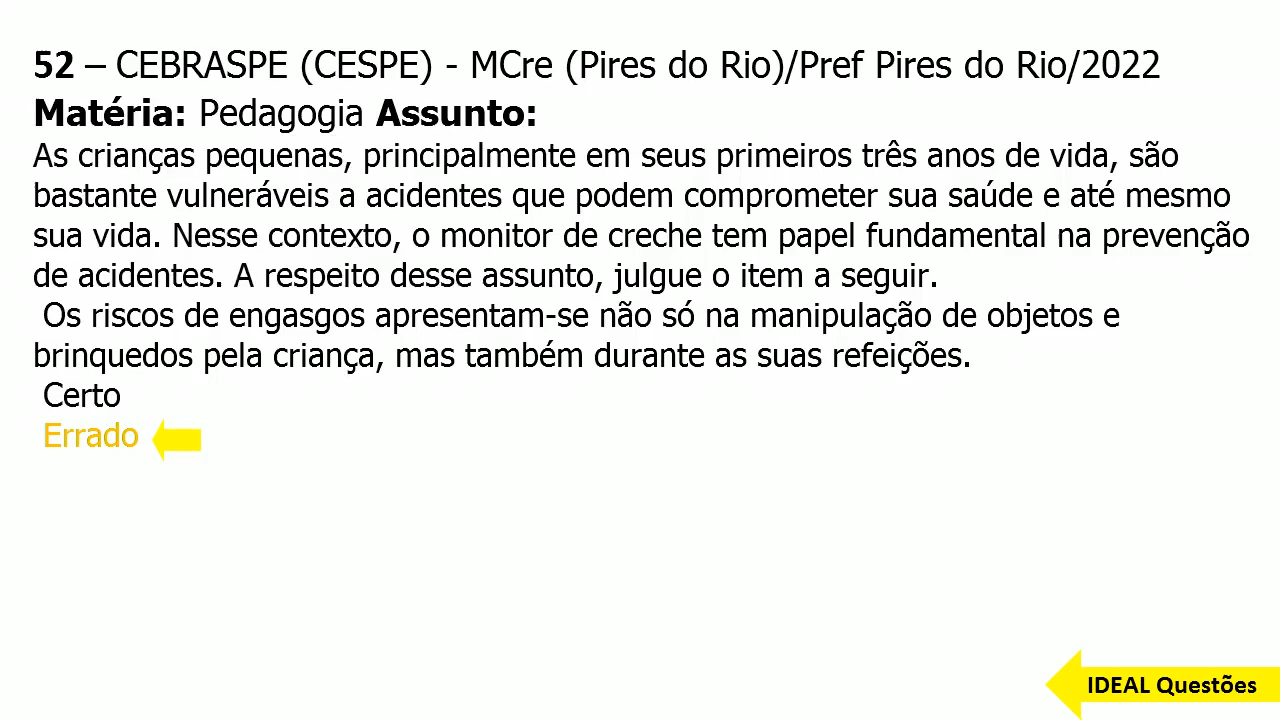 52 – CEBRASPE (CESPE) - MCre (Pires do Rio)/Pref Pires do Rio/2022
Matéria: Pedagogia Assunto:
As crianças pequenas, principalmente em seus primeiros três anos de vida, são
bastante vulneráveis a acidentes que podem comprometer sua saúde e até mesmo
sua vida. Nesse contexto, o monitor de creche tem papel fundamental na prevenção
de acidentes. A respeito desse assunto, julgue o item a seguir.
Os riscos de engasgos apresentam-se não só na manipulação de objetos e
brinquedos pela criança, mas também durante as suas refeições.
Certo
Errado
IDEAL Questões